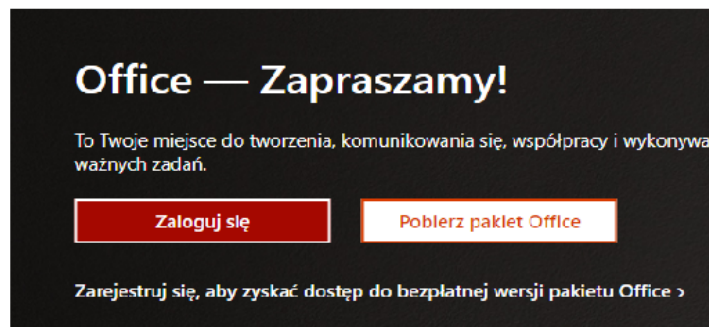 Office — Zapraszamy!
To Twoje miejsce do tworzenia, komunikowania się, współpracy i wykonywa
ważnych zadań.
Zaloguj się
Pobierz pakiet Office
Zarejestruj się, aby zyskać dostęp do bezpłatnej wersji pakietu Office >